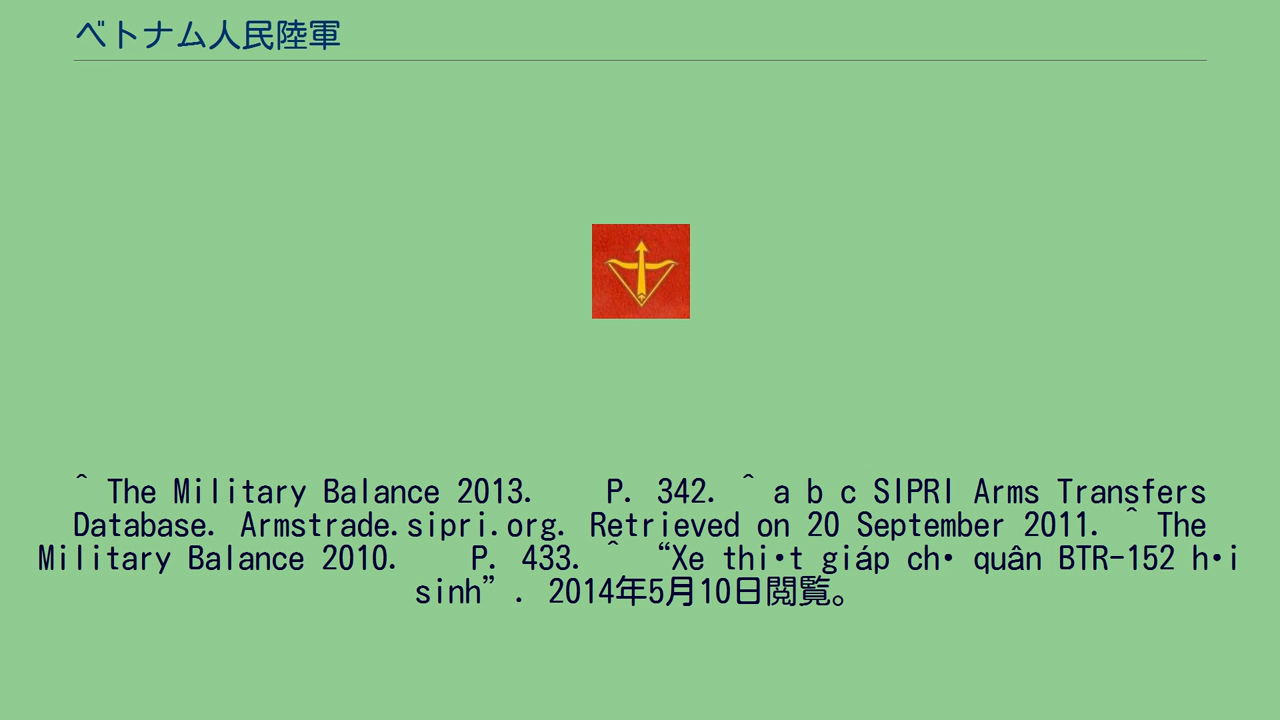 ベトナム人民陸軍
^ The Military Balance 2013.    P. 342. ^ a b c SIPRI Arms Transfers
Database. Armstrade.sipri.org. Retrieved on 20 September 2011. ^ The
Military Balance 2010.    P. 433. ^  “Xe thi・t giáp ch・ quân BTR-152 h・i
sinh”. 2014年5月10日閲覧。